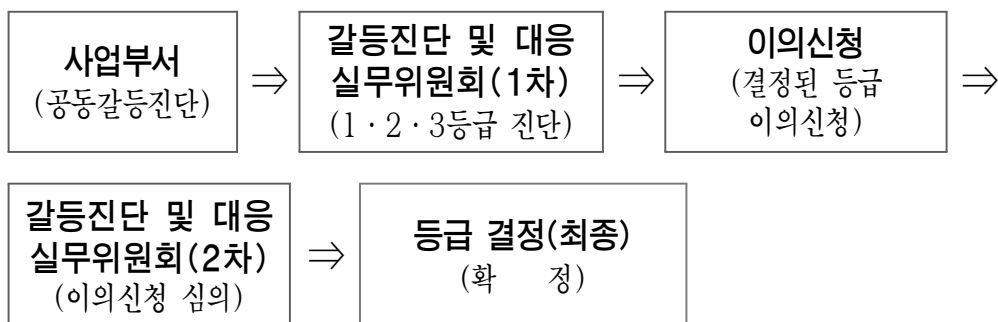 사업부서
(공동갈등진단)
⇒
갈등진단 및 대응
실무위원회(1차)
(1·2·3등급 진단)
⇒
이의신청
(결정된 등급
이의신청)
⇒
갈등진단 및 대응
실무위원회(2차)
(이의신청 심의)
⇒
등급 결정(최종)
(확 정)